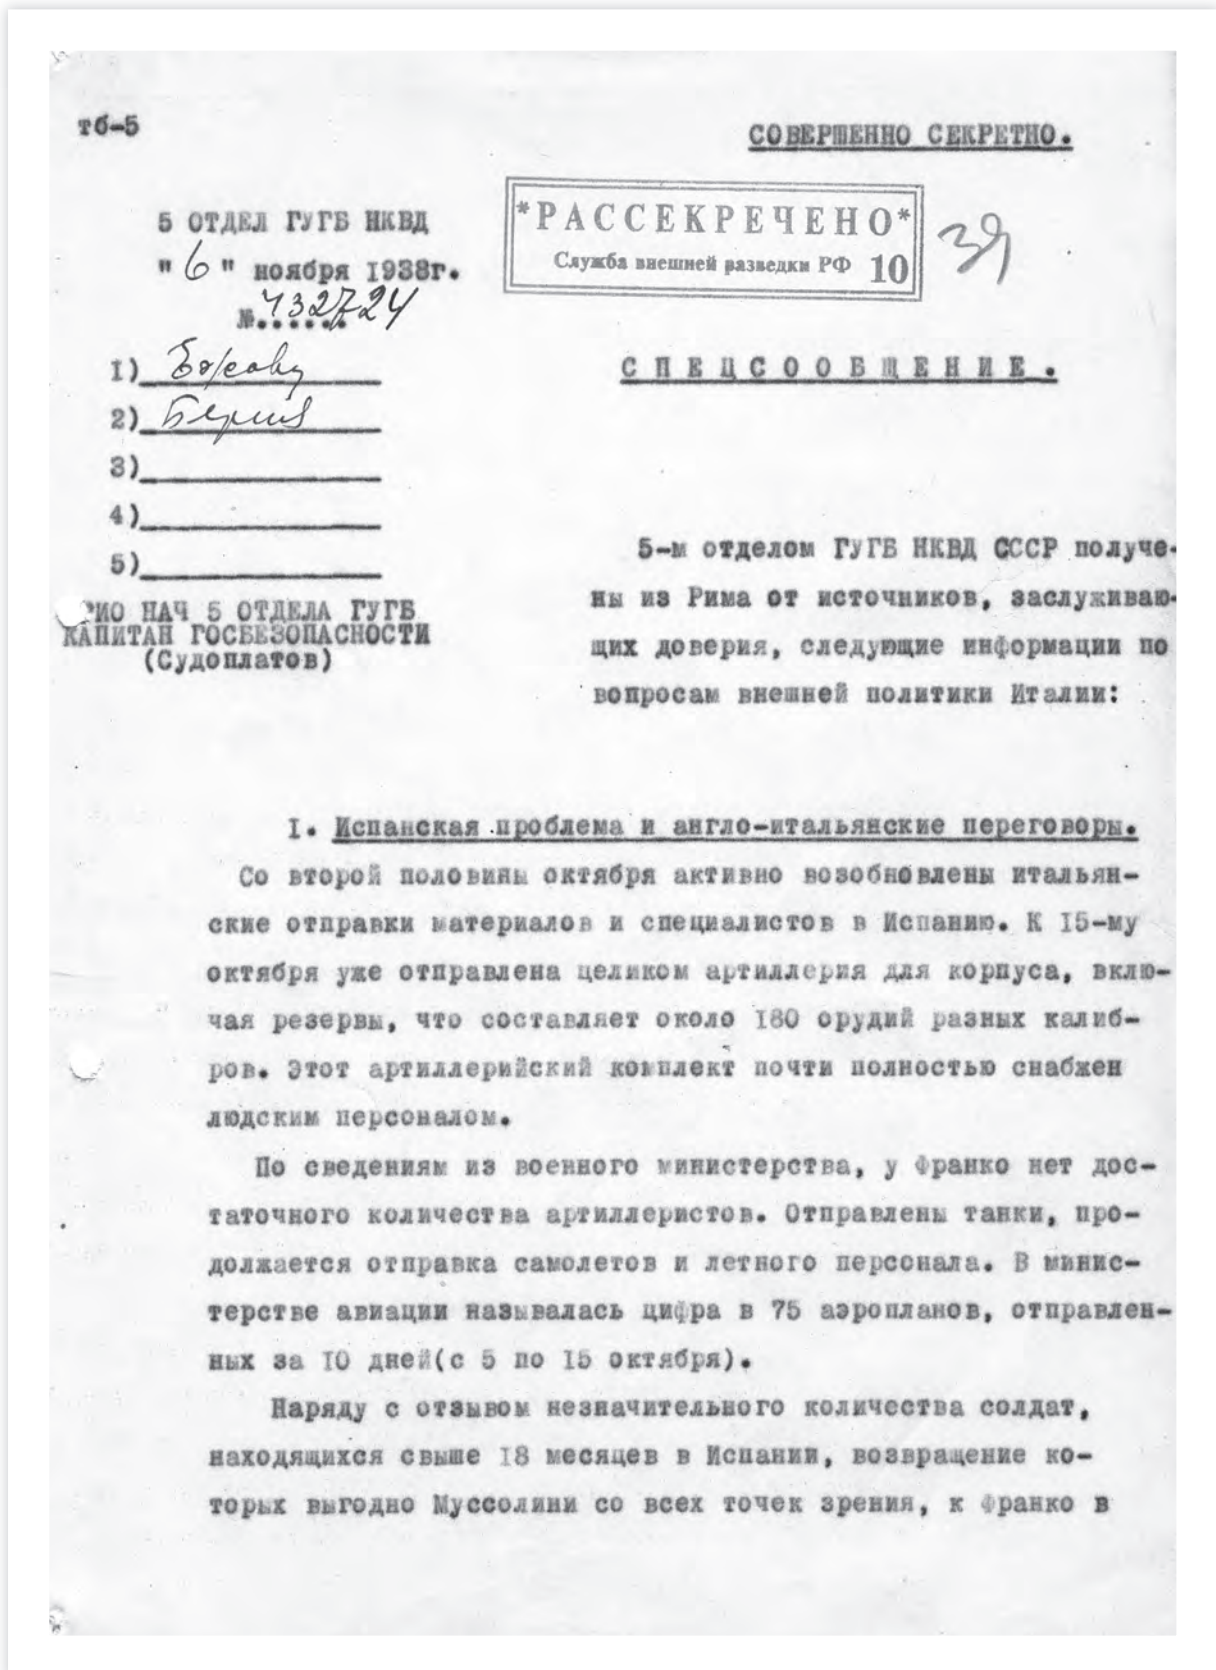 тб-5
СОВЕРШЕННО СЕКРЕТНО.
5 ОТДЕЛ ГУГБ НКВД
"6" ноября 1938г.
№ 432724
*РАССЕКРЕЧЕНО*
Служба внешней разведки РФ 10
39
1) Ежову
2) Берия
3)
4)
5)
СПЕЦСООБЩЕНИЕ.
РИО НАЧ 5 ОТДЕЛА ГУГБ
КАПИТАН ГОСБЕЗОПАСНОСТИ
(Судоплатов)
5-м отделом ГУГБ НКВД СССР получе-
ны из Рима от источников, заслуживаю-
щих доверия, следующие информации по
вопросам внешней политики Италии:
I. Испанская проблема и англо-итальянские переговоры.
Со второй половины октября активно возобновлены итальян-
ские отправки материалов и специалистов в Испанию. К 15-му
октября уже отправлена целиком артиллерия для корпуса, вклю-
чая резервы, что составляет около 180 орудий разных калиб-
ров. Этот артиллерийский комплект почти полностью снабжен
людским персоналом.
По сведениям из военного министерства, у Франко нет дос-
таточного количества артиллеристов. Отправлены танки, про-
должается отправка самолетов и летного персонала. В минис-
терстве авиации называлась цифра в 75 аэропланов, отправлен-
ных за 10 дней(с 5 по 15 октября).
Наряду с отзывом незначительного количества солдат,
находящихся свыше 18 месяцев в Испании, возвращение ко-
торых выгодно Муссолини со всех точек зрения, к Франко в